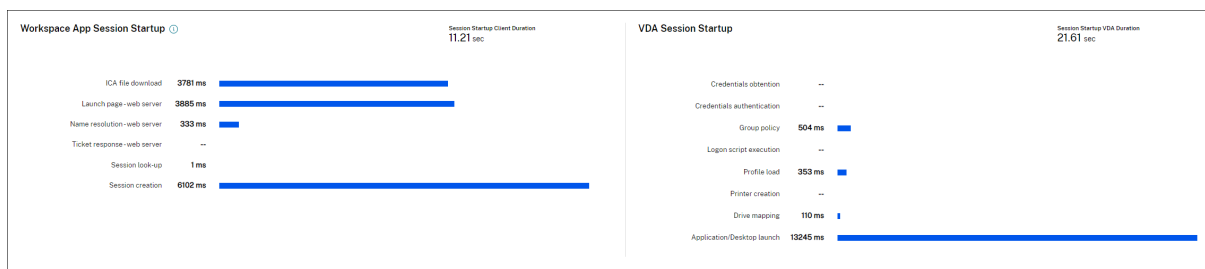 Workspace App Session Startup
Session Startup Client Duration
11.21 sec
ICA file download 3781 ms
Launch page-web server 3885 ms
Name resolution-web server 333 ms
Ticket response-web server --
Session look-up 1 ms
Session creation 6102 ms
VDA Session Startup
Session Startup VDA Duration
21.61 sec
Credentials obtention --
Credentials authentication --
Group policy 504 ms
Logon script execution --
Profile load 353 ms
Printer creation --
Drive mapping 110 ms
Application/Desktop launch 13245 ms